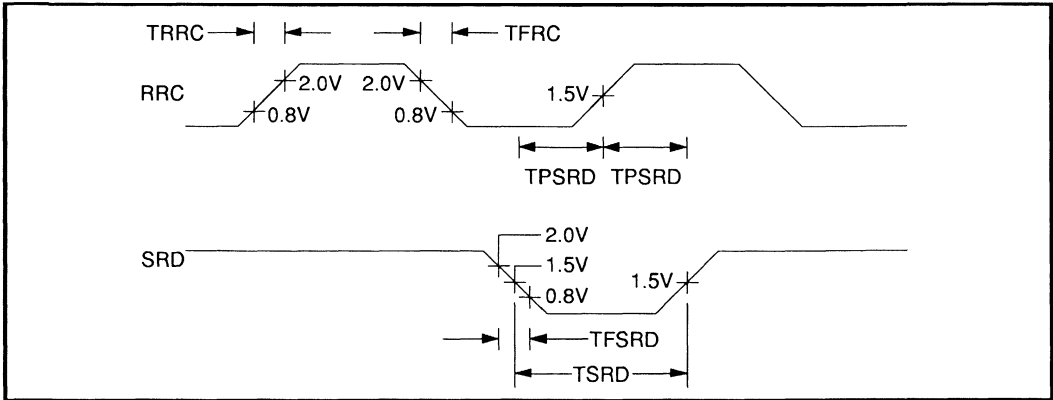 TRRC TFRC
RRC 2.0V 2.0V 1.5V
0.8V 0.8V
TPSRD TPSRD
2.0V
SRD 1.5V 1.5V
0.8V
TFSRD
TSRD